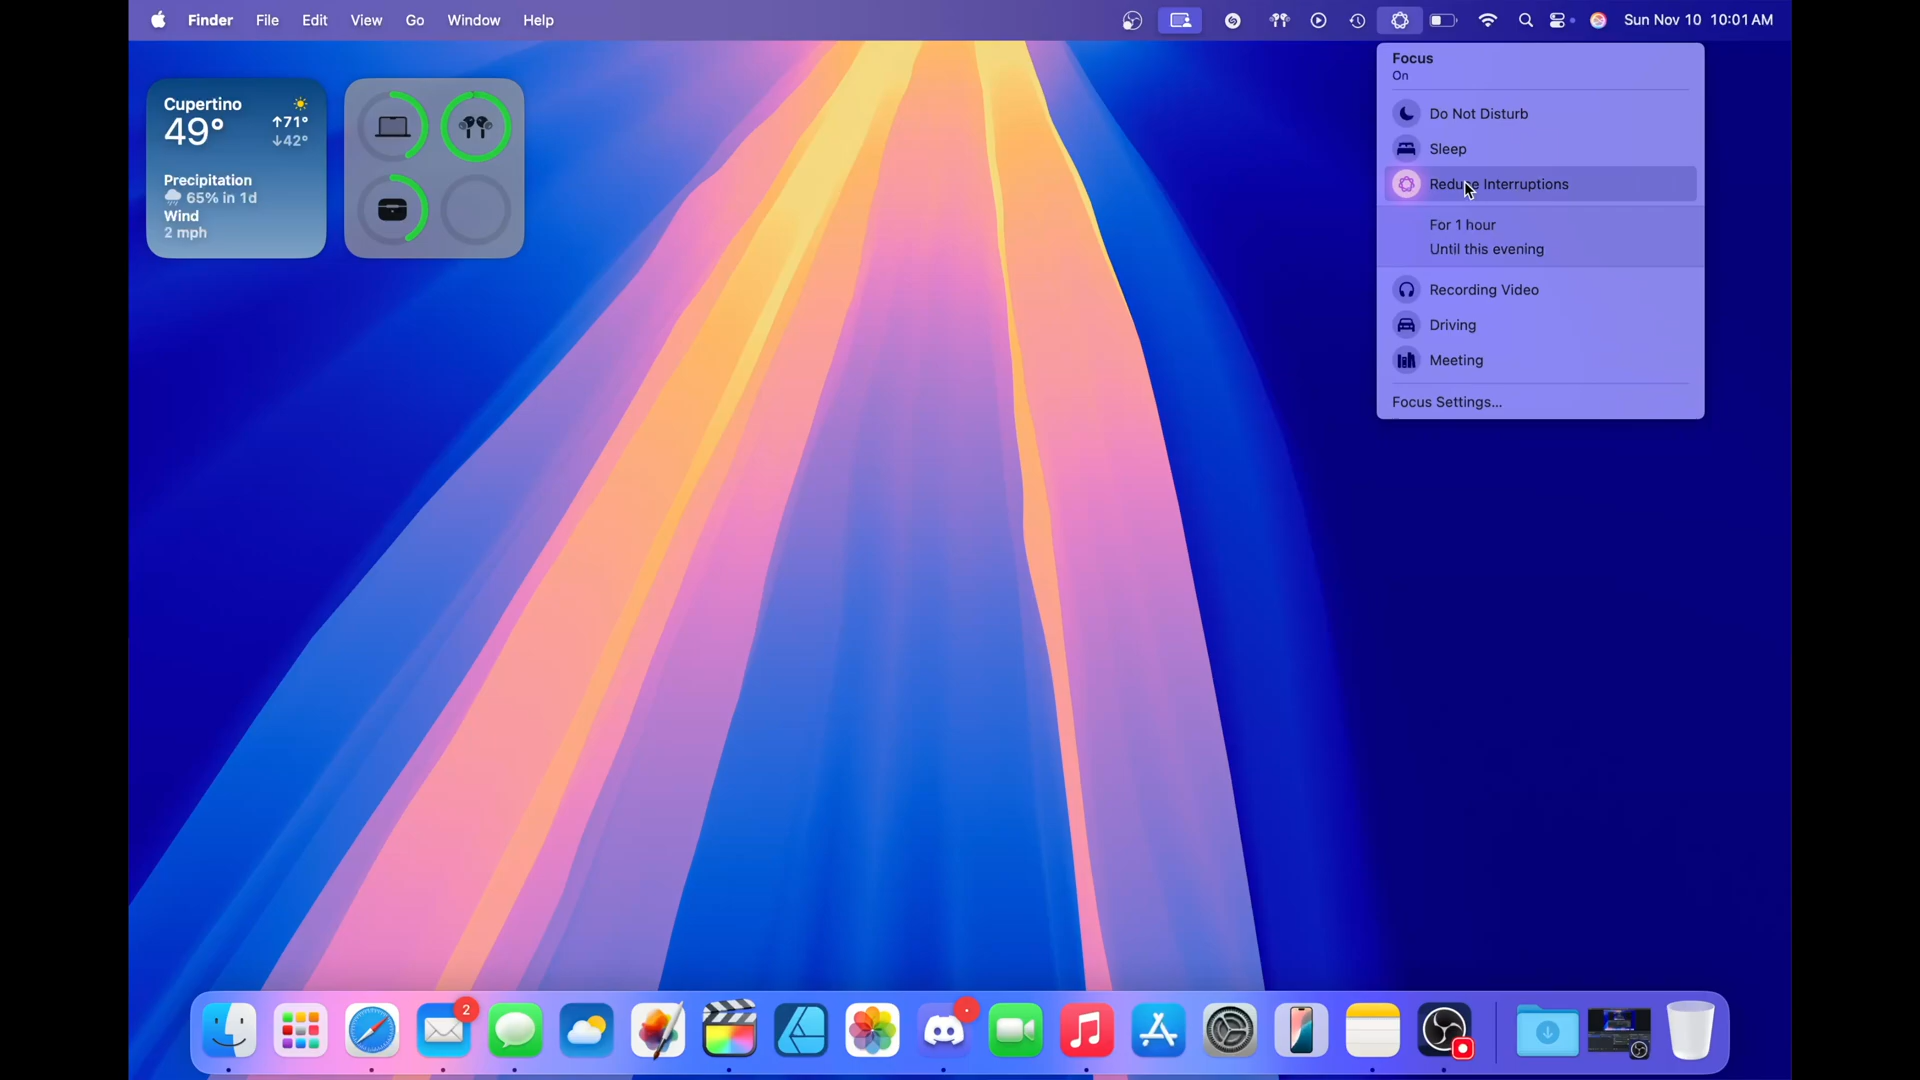 Finder File Edit View Go Window Help
Sun Nov 10 10:01 AM
Cupertino
49°
↑71°
↓42°
Precipitation
65% in 1d
Wind
2 mph
Focus
On
Do Not Disturb
Sleep
Reduce Interruptions
For 1 hour
Until this evening
Recording Video
Driving
Meeting
Focus Settings...
2